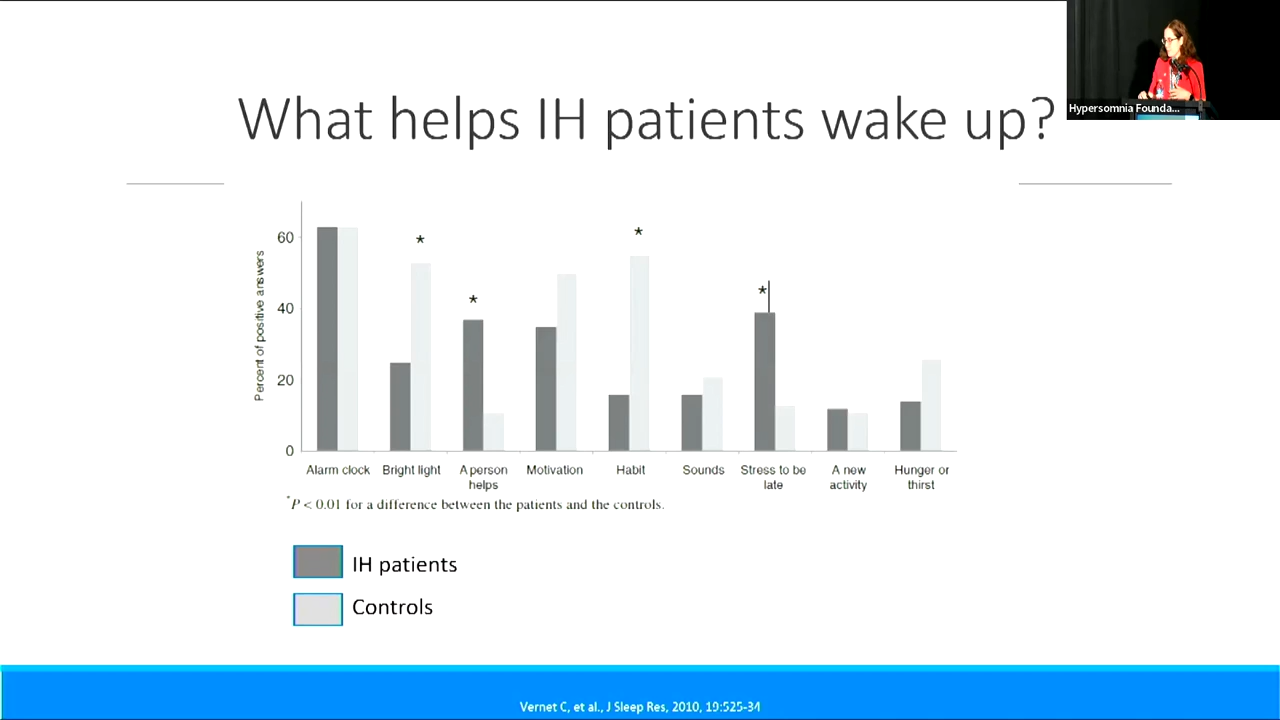 What helps IH patients wake up?
Hypersomnia Founda...
60
40
20
0
Percent of positive answers
*
*
*
*
Alarm clock
Bright light
A person helps
Motivation
Habit
Sounds
Stress to be late
A new activity
Hunger or thirst
*P < 0.01 for a difference between the patients and the controls.
IH patients
Controls
Vernet C, et al., J Sleep Res, 2010, 19:525-34